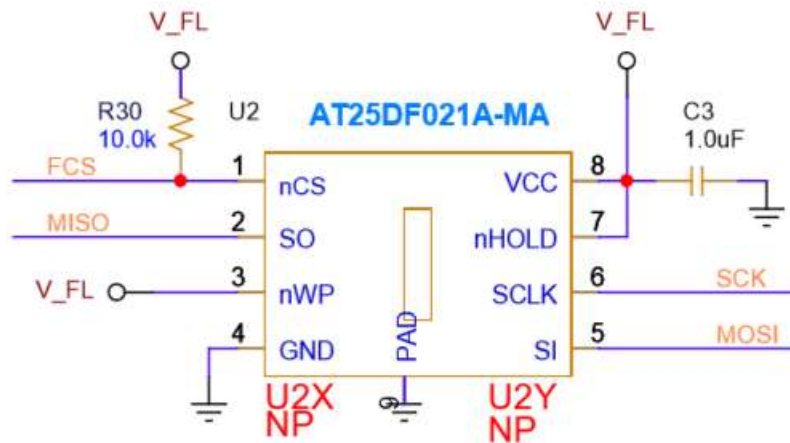 V_FL
V_FL
R30
10.0k
U2
AT25DF021A-MA
C3
1.0uF
FCS
1
nCS
VCC
8
MISO
2
SO
nHOLD
7
V_FL
3
nWP
SCLK
6
SCK
4
GND
PAD
SI
5
MOSI
9
U2X
NP
U2Y
NP